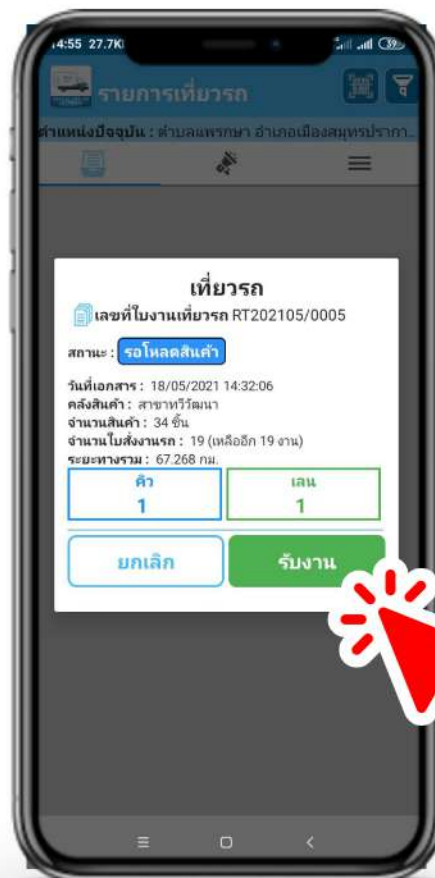 14:55 27.7K
39
รายการเที่ยวรถ
ตำแหน่งปัจจุบัน : ตำบลแพรกษา อำเภอเมืองสมุทรปรากา...
เที่ยวรถ
เลขที่ใบงานเที่ยวรถ RT202105/0005
สถานะ : รอโหลดสินค้า
วันที่เอกสาร : 18/05/2021 14:32:06
คลังสินค้า : สาขาทวีวัฒนา
จำนวนสินค้า : 34 ชิ้น
จำนวนใบสั่งงานรถ : 19 (เหลืออีก 19 งาน)
ระยะทางรวม : 67.268 กม.
คิว เลน
1 1
ยกเลิก รับงาน